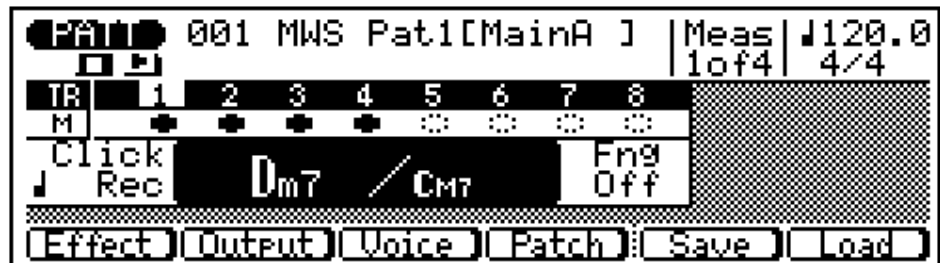 PATT 001 MWS Pat1[MainA ] Meas ♩120.0
1of4 4/4
TR 1 2 3 4 5 6 7 8
M
Click Fng
♩ Rec Dm7 / CM7 Off
Effect Output Voice Patch Save Load